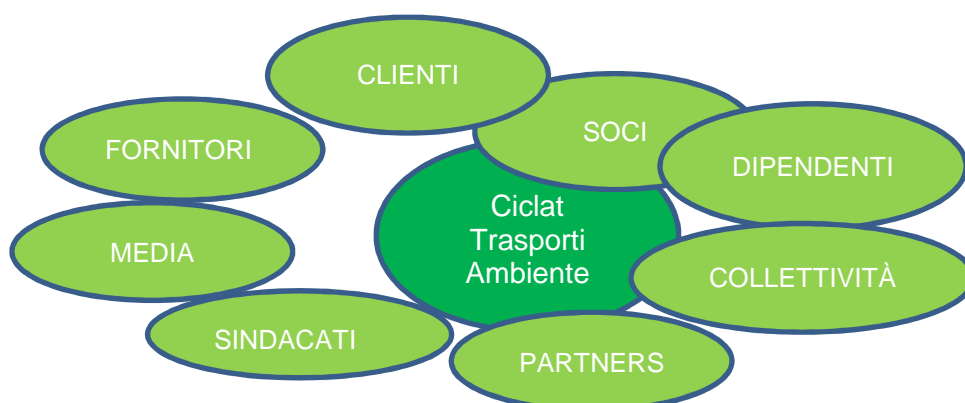 CLIENTI
SOCI
FORNITORI
DIPENDENTI
Ciclat
Trasporti
Ambiente
MEDIA
COLLETTIVITÀ
SINDACATI
PARTNERS